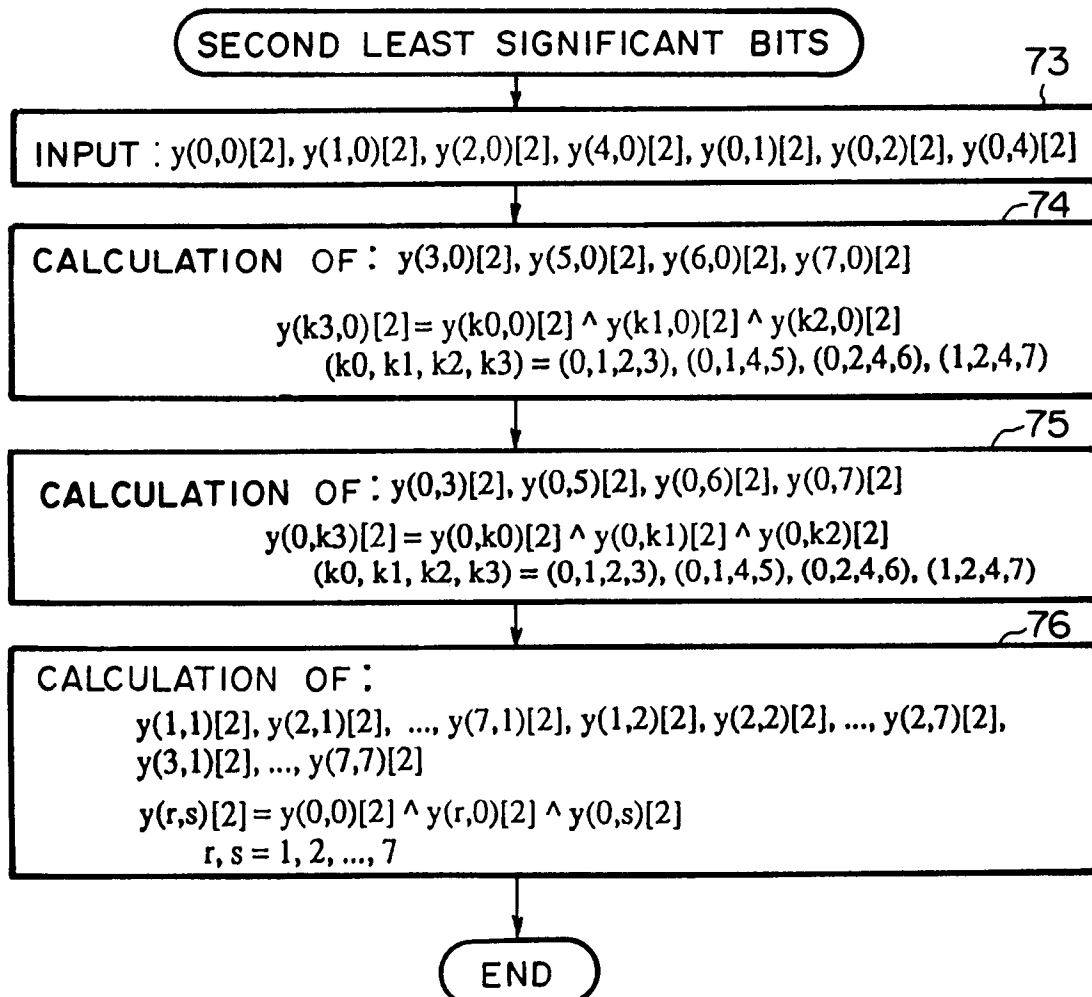 SECOND LEAST SIGNIFICANT BITS
73
INPUT : y(0,0)[2], y(1,0)[2], y(2,0)[2], y(4,0)[2], y(0,1)[2], y(0,2)[2], y(0,4)[2]
74
CALCULATION OF: y(3,0)[2], y(5,0)[2], y(6,0)[2], y(7,0)[2]
y(k3,0)[2] = y(k0,0)[2] ^ y(k1,0)[2] ^ y(k2,0)[2]
(k0, k1, k2, k3) = (0,1,2,3), (0,1,4,5), (0,2,4,6), (1,2,4,7)
75
CALCULATION OF: y(0,3)[2], y(0,5)[2], y(0,6)[2], y(0,7)[2]
y(0,k3)[2] = y(0,k0)[2] ^ y(0,k1)[2] ^ y(0,k2)[2]
(k0, k1, k2, k3) = (0,1,2,3), (0,1,4,5), (0,2,4,6), (1,2,4,7)
76
CALCULATION OF:
y(1,1)[2], y(2,1)[2], ..., y(7,1)[2], y(1,2)[2], y(2,2)[2], ..., y(2,7)[2],
y(3,1)[2], ..., y(7,7)[2]
y(r,s)[2] = y(0,0)[2] ^ y(r,0)[2] ^ y(0,s)[2]
r, s = 1, 2, ..., 7
END